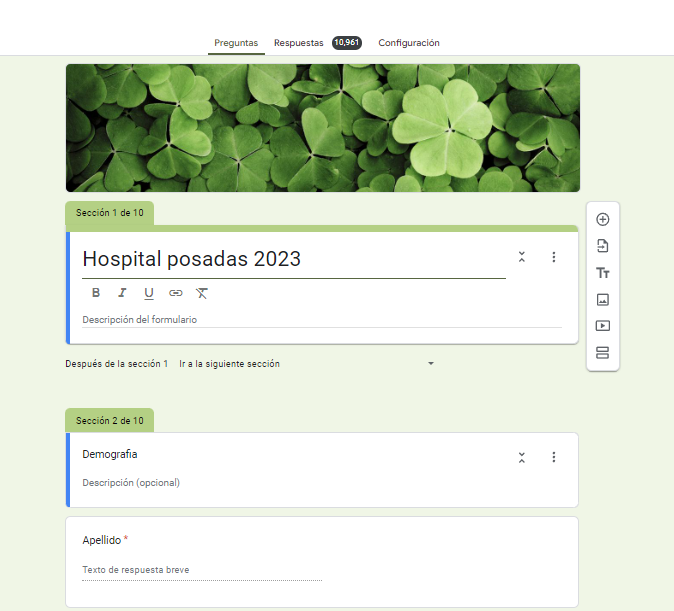 Preguntas Respuestas 10,961 Configuración
Sección 1 de 10
Hospital posadas 2023
B I U
Descripción del formulario
Después de la sección 1 Ir a la siguiente sección
Sección 2 de 10
Demografia
Descripción (opcional)
Apellido *
Texto de respuesta breve
Tт